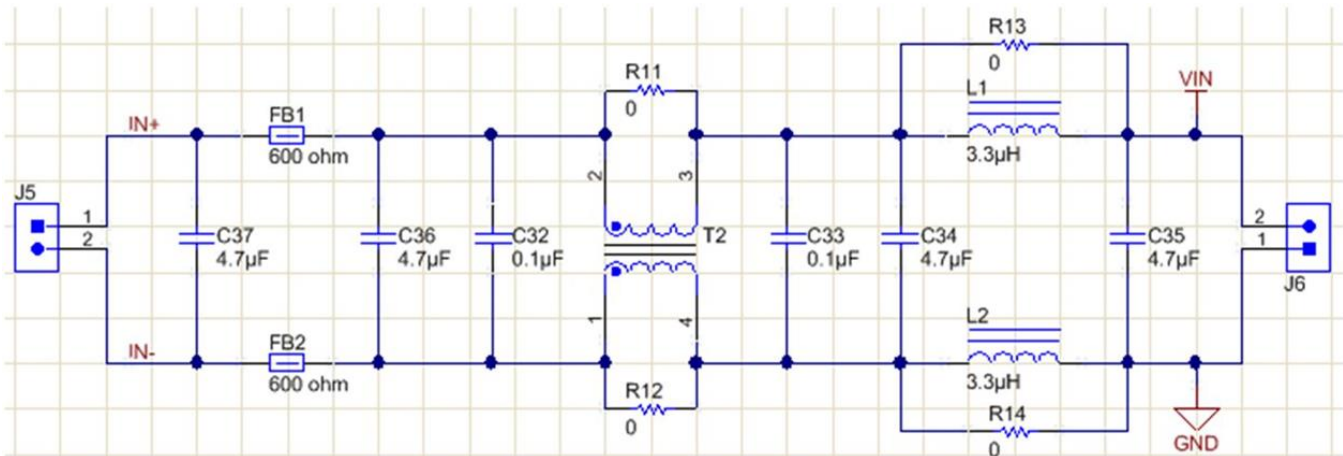 R13
0
R11
0
L1
3.3µH
VIN
FB1
600 ohm
IN+
2
3
J5
1
2
C37
4.7µF
C36
4.7µF
C32
0.1µF
T2
C33
0.1µF
C34
4.7µF
C35
4.7µF
2
1
J6
1
4
L2
3.3µH
IN-
FB2
600 ohm
R12
0
R14
0
GND